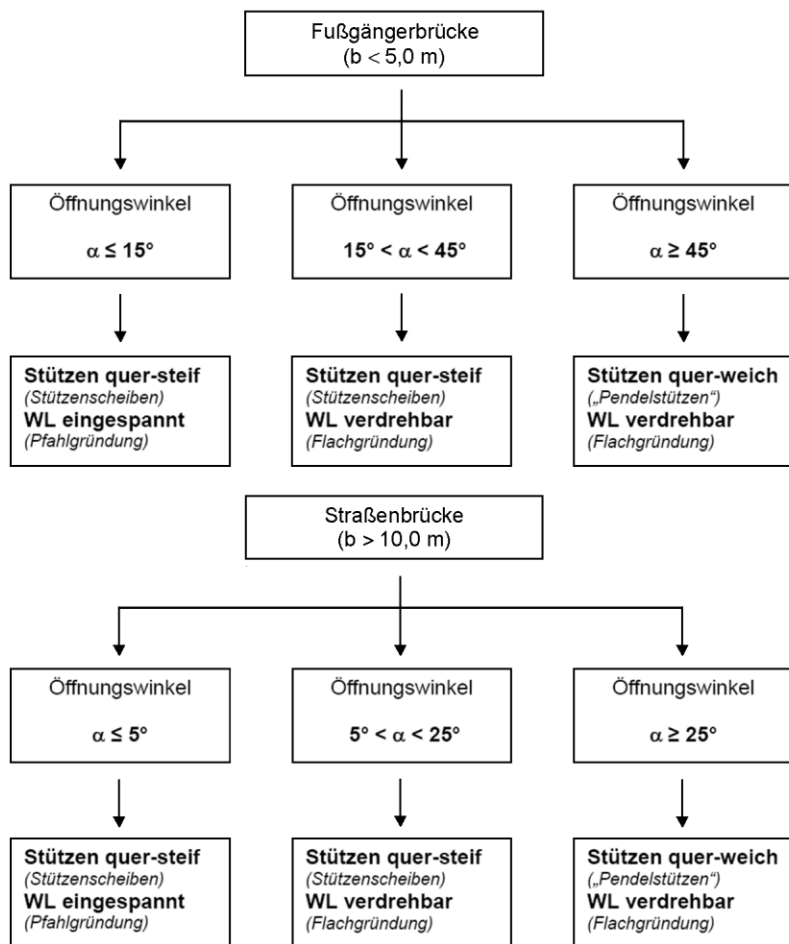 Fußgängerbrücke
(b < 5,0 m)
Öffnungswinkel
α ≤ 15°
Öffnungswinkel
15° < α < 45°
Öffnungswinkel
α ≥ 45°
Stützen quer-steif
(Stützenscheiben)
WL eingespannt
(Pfahlgründung)
Stützen quer-steif
(Stützenscheiben)
WL verdrehbar
(Flachgründung)
Stützen quer-weich
(„Pendelstützen“)
WL verdrehbar
(Flachgründung)
Straßenbrücke
(b > 10,0 m)
Öffnungswinkel
α ≤ 5°
Öffnungswinkel
5° < α < 25°
Öffnungswinkel
α ≥ 25°
Stützen quer-steif
(Stützenscheiben)
WL eingespannt
(Pfahlgründung)
Stützen quer-steif
(Stützenscheiben)
WL verdrehbar
(Flachgründung)
Stützen quer-weich
(„Pendelstützen“)
WL verdrehbar
(Flachgründung)